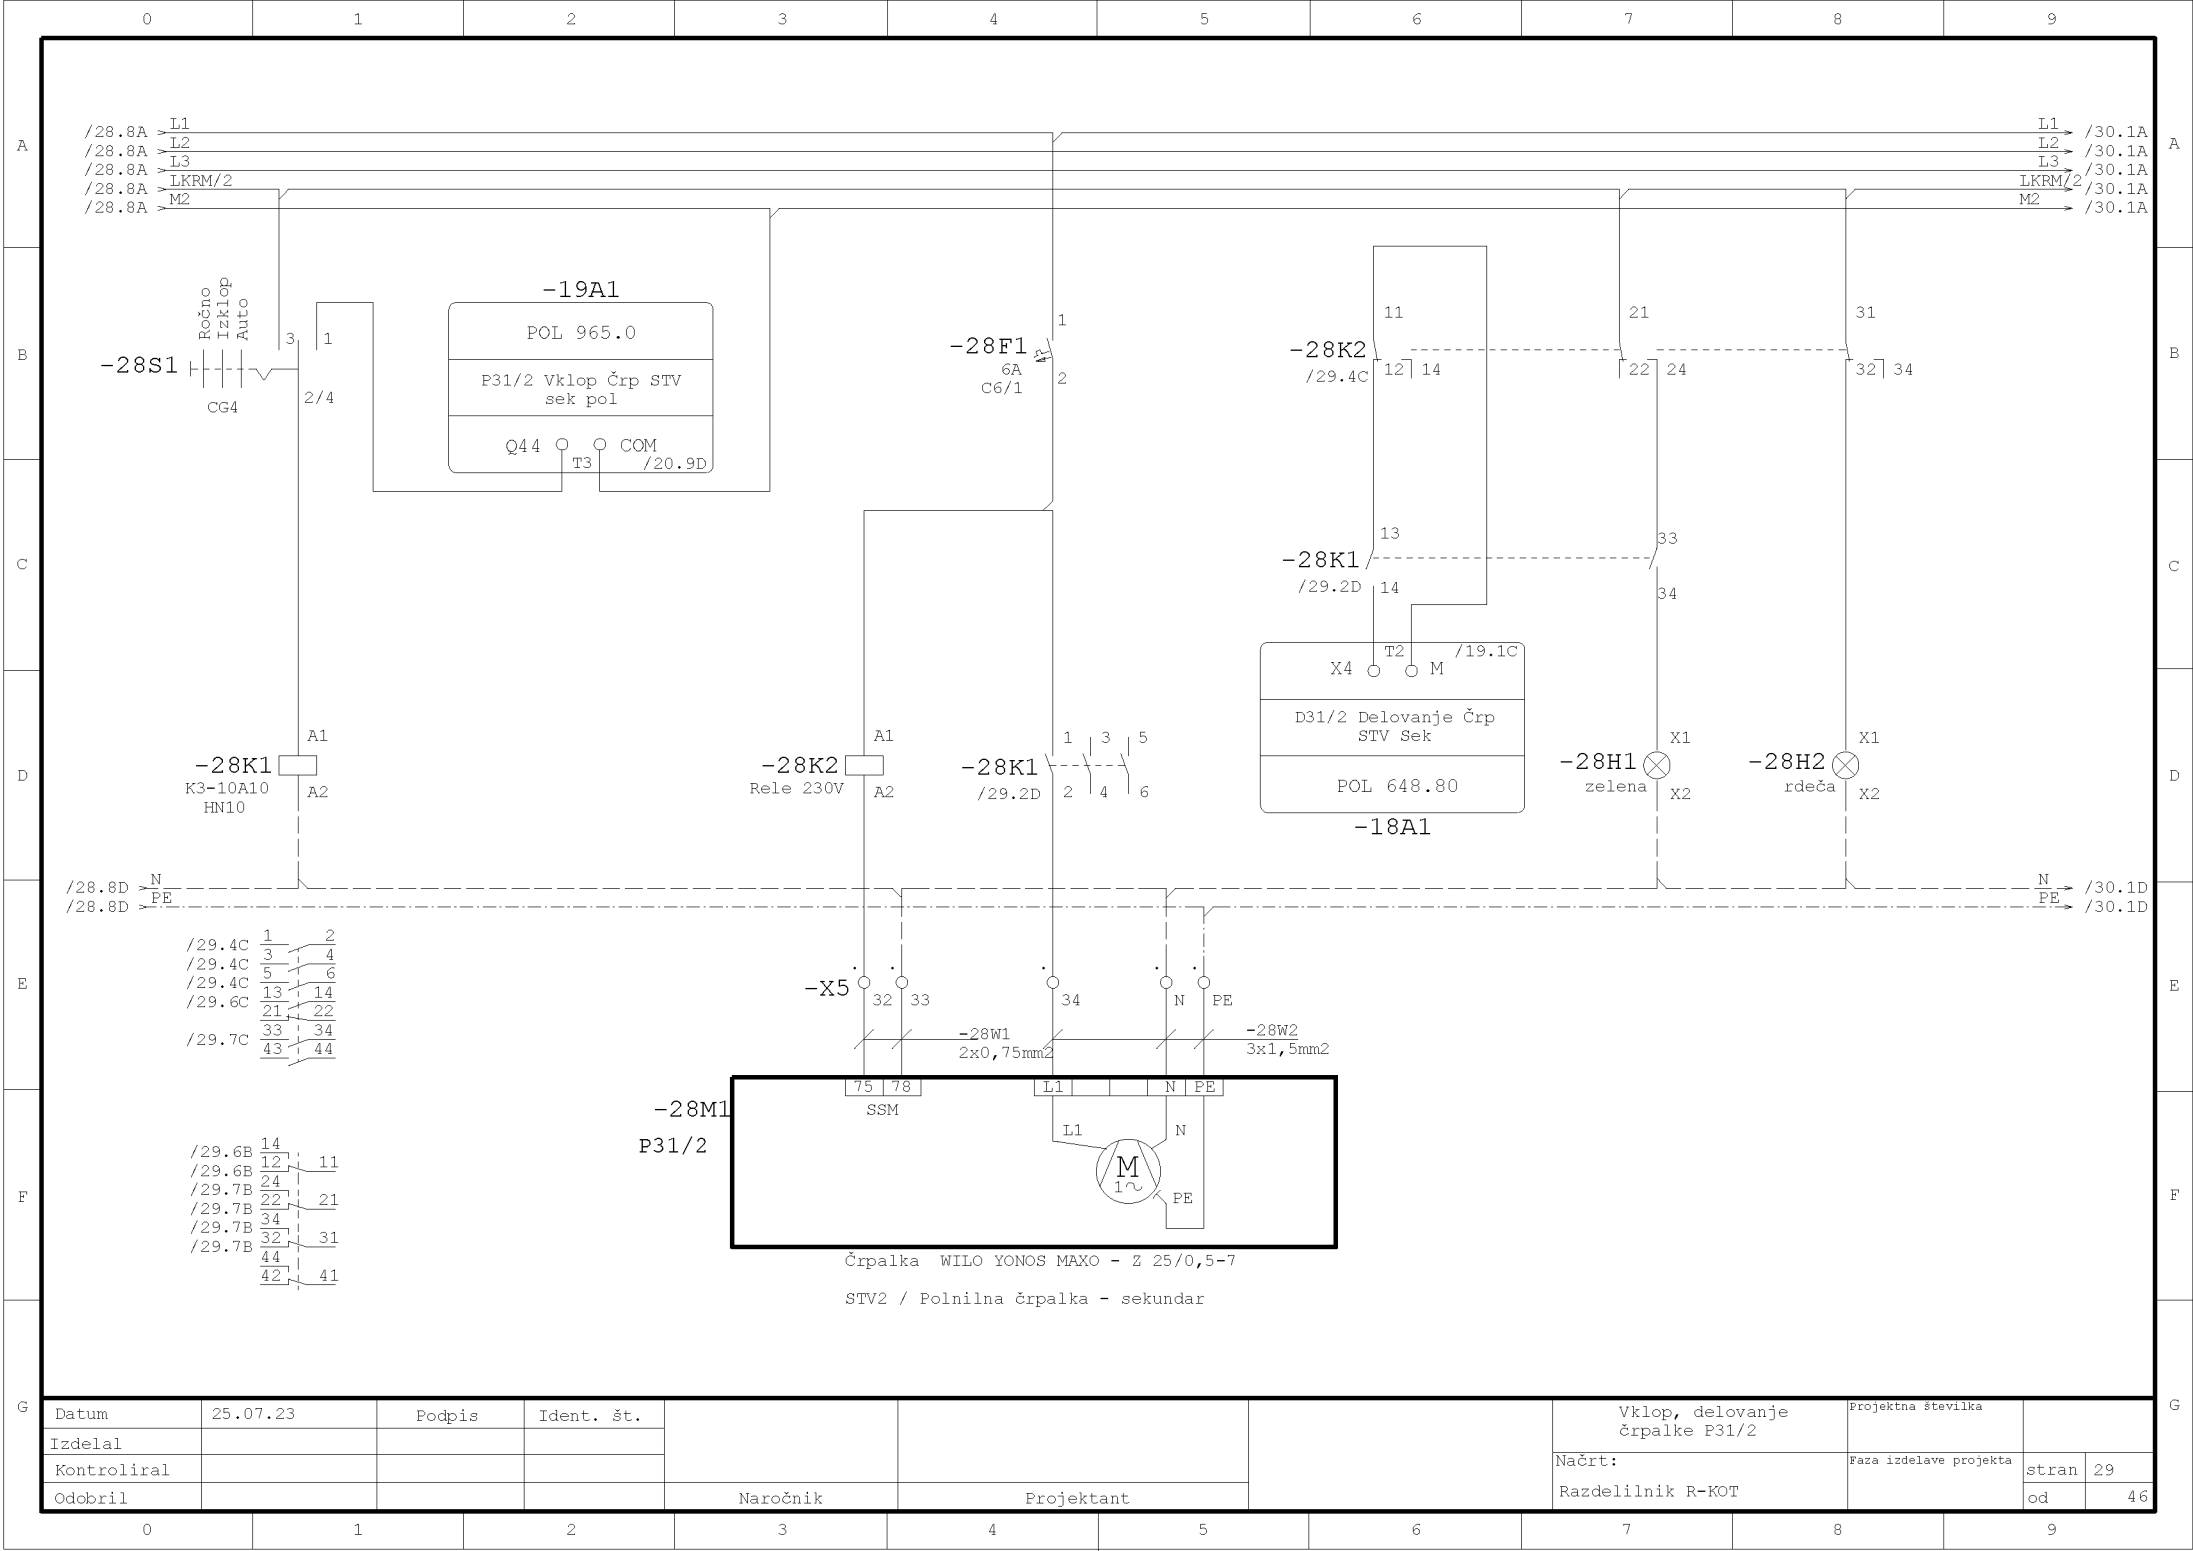 0 1 2 3 4 5 6 7 8 9
A A
/28.8A L1 L1 /30.1A
/28.8A L2 L2 /30.1A
/28.8A L3 L3 /30.1A
/28.8A LKRM/2 LKRM/2 /30.1A
/28.8A M2 M2 /30.1A
B B
Ročno
Izklop
Auto
-28S1
CG4
3 1
2/4
-19A1
POL 965.0
P31/2 Vklop Črp STV
sek pol
Q44 COM
T3 /20.9D
-28F1
6A
C6/1
1
2
-28K2
/29.4C
11
12 14
21
22 24
31
32 34
C C
-28K1
/29.2D
13
14
33
34
T2 /19.1C
X4 M
D31/2 Delovanje Črp
STV Sek
POL 648.80
-18A1
D D
-28K1
K3-10A10
HN10
A1
A2
-28K2
Rele 230V
A1
A2
-28K1
/29.2D
1 3 5
2 4 6
-28H1
zelena
X1
X2
-28H2
rdeča
X1
X2
/28.8D N N /30.1D
/28.8D PE PE /30.1D
E E
/29.4C 1 2
/29.4C 3 4
/29.4C 5 6
/29.6C 13 14
21 22
/29.7C 33 34
43 44
-X5 32 33 34 N PE
-28W1
2x0,75mm2
-28W2
3x1,5mm2
75 78 L1 N PE
SSM
-28M1
P31/2
L1 N
M
1~
PE
F F
/29.6B 14
/29.6B 12 11
/29.7B 24
/29.7B 22 21
/29.7B 34
/29.7B 32 31
44
42 41
Črpalka WILO YONOS MAXO - Z 25/0,5-7
STV2 / Polnilna črpalka - sekundar
G G
Datum 25.07.23 Podpis Ident. št.
Izdelal
Kontroliral
Odobril
Naročnik
Projektant
Vklop, delovanje
črpalke P31/2
Projektna številka
Načrt:
Razdelilnik R-KOT
Faza izdelave projekta
stran 29
od 46
0 1 2 3 4 5 6 7 8 9